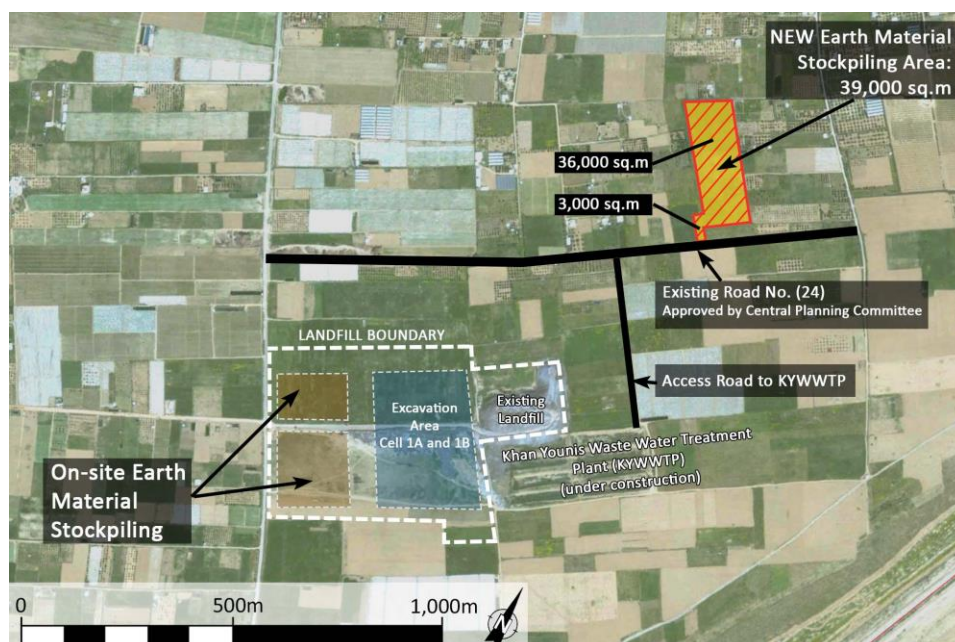 NEW Earth Material
Stockpiling Area:
39,000 sq.m
36,000 sq.m
3,000 sq.m
Existing Road No. (24)
Approved by Central Planning Committee
LANDFILL BOUNDARY
Access Road to KYWWTP
Excavation
Area
Cell 1A and 1B
Existing
Landfill
Khan Younis Waste Water Treatment
Plant (KYWWTP)
(under construction)
On-site Earth
Material
Stockpiling
0
500m
1,000m
N